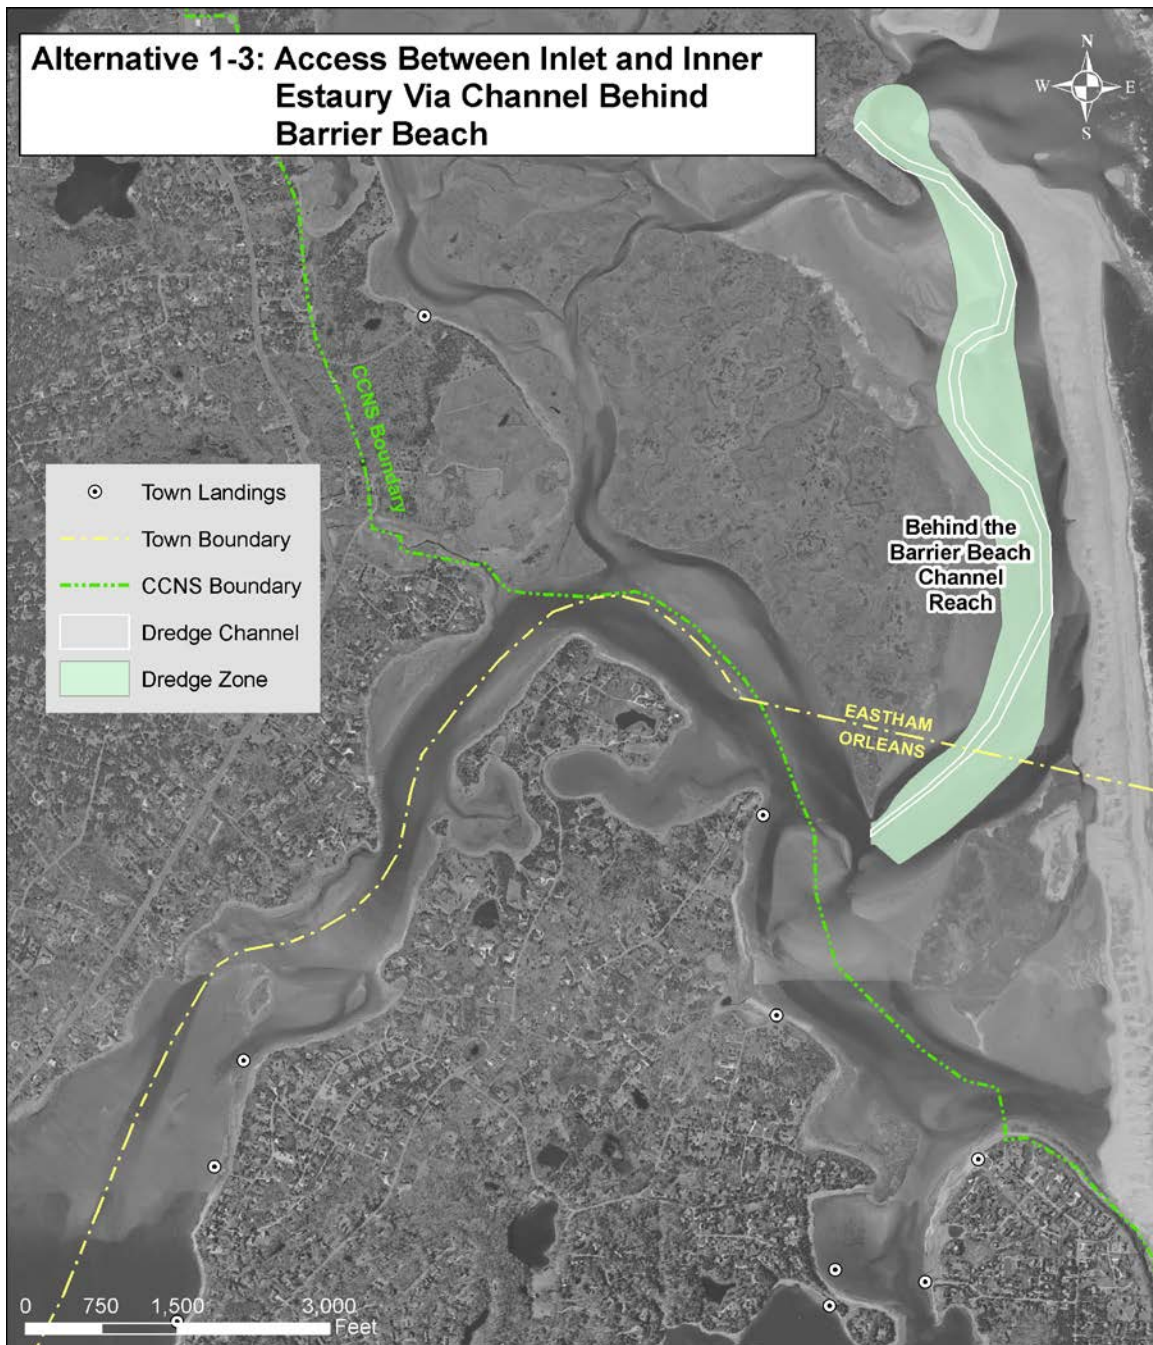 Alternative 1-3: Access Between Inlet and Inner
Estaury Via Channel Behind
Barrier Beach
N
W E
S
CCNS Boundary
Town Landings
Town Boundary
CCNS Boundary
Dredge Channel
Dredge Zone
Behind the
Barrier Beach
Channel
Reach
EASTHAM
ORLEANS
0 750 1,500 3,000
Feet